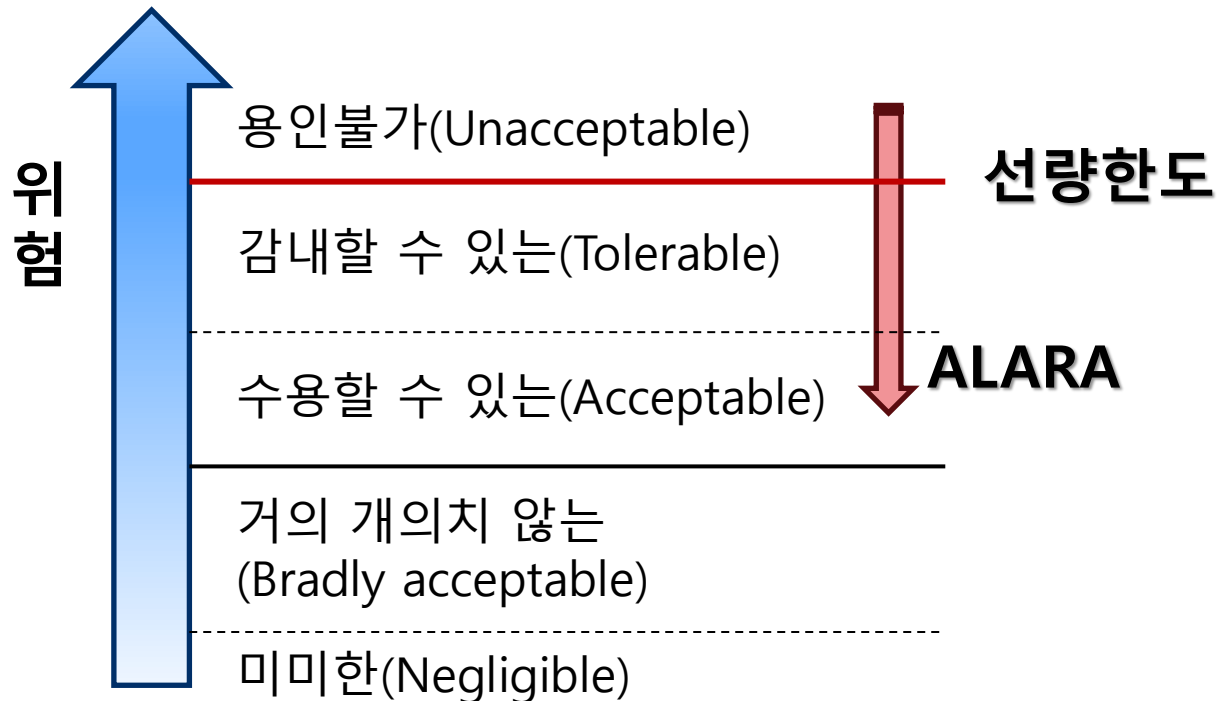 용인불가(Unacceptable)
선량한도
위
험
감내할 수 있는(Tolerable)
ALARA
수용할 수 있는(Acceptable)
거의 개의치 않는
(Bradly acceptable)
미미한(Negligible)